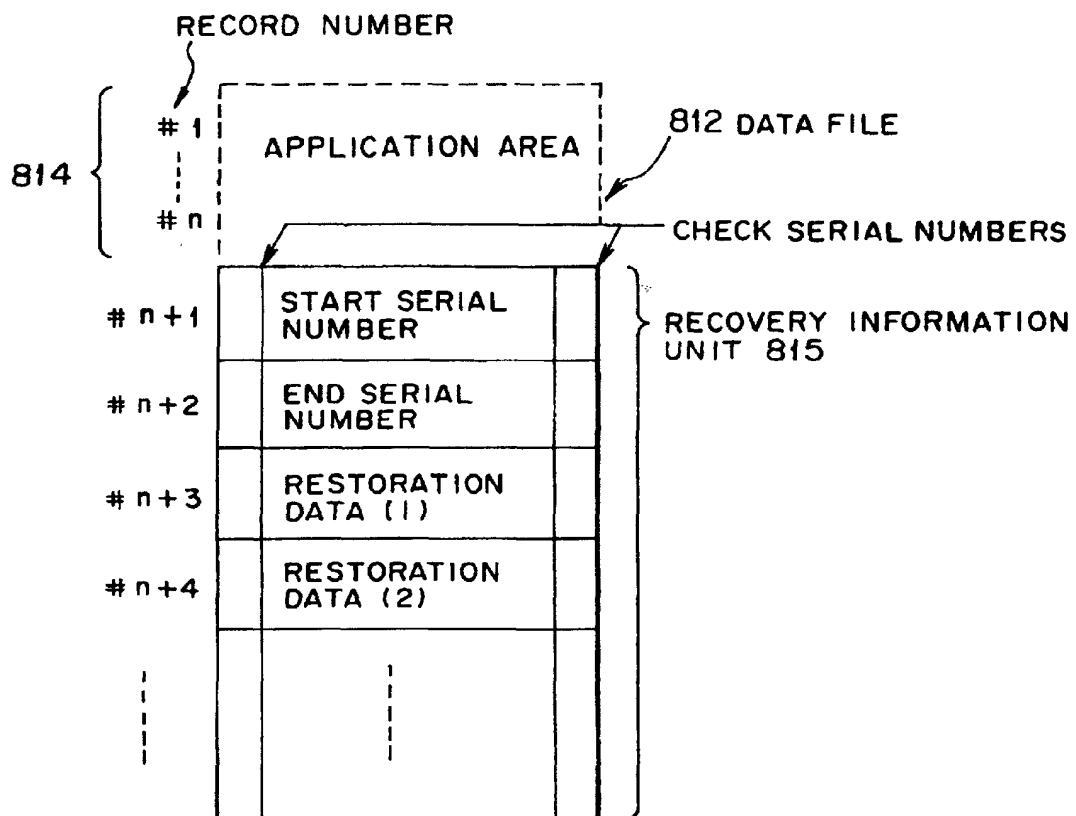 RECORD NUMBER
# 1
APPLICATION AREA
812 DATA FILE
814
# n
CHECK SERIAL NUMBERS
# n+1
START SERIAL
NUMBER
RECOVERY INFORMATION
UNIT 815
# n+2
END SERIAL
NUMBER
# n+3
RESTORATION
DATA (1)
# n+4
RESTORATION
DATA (2)